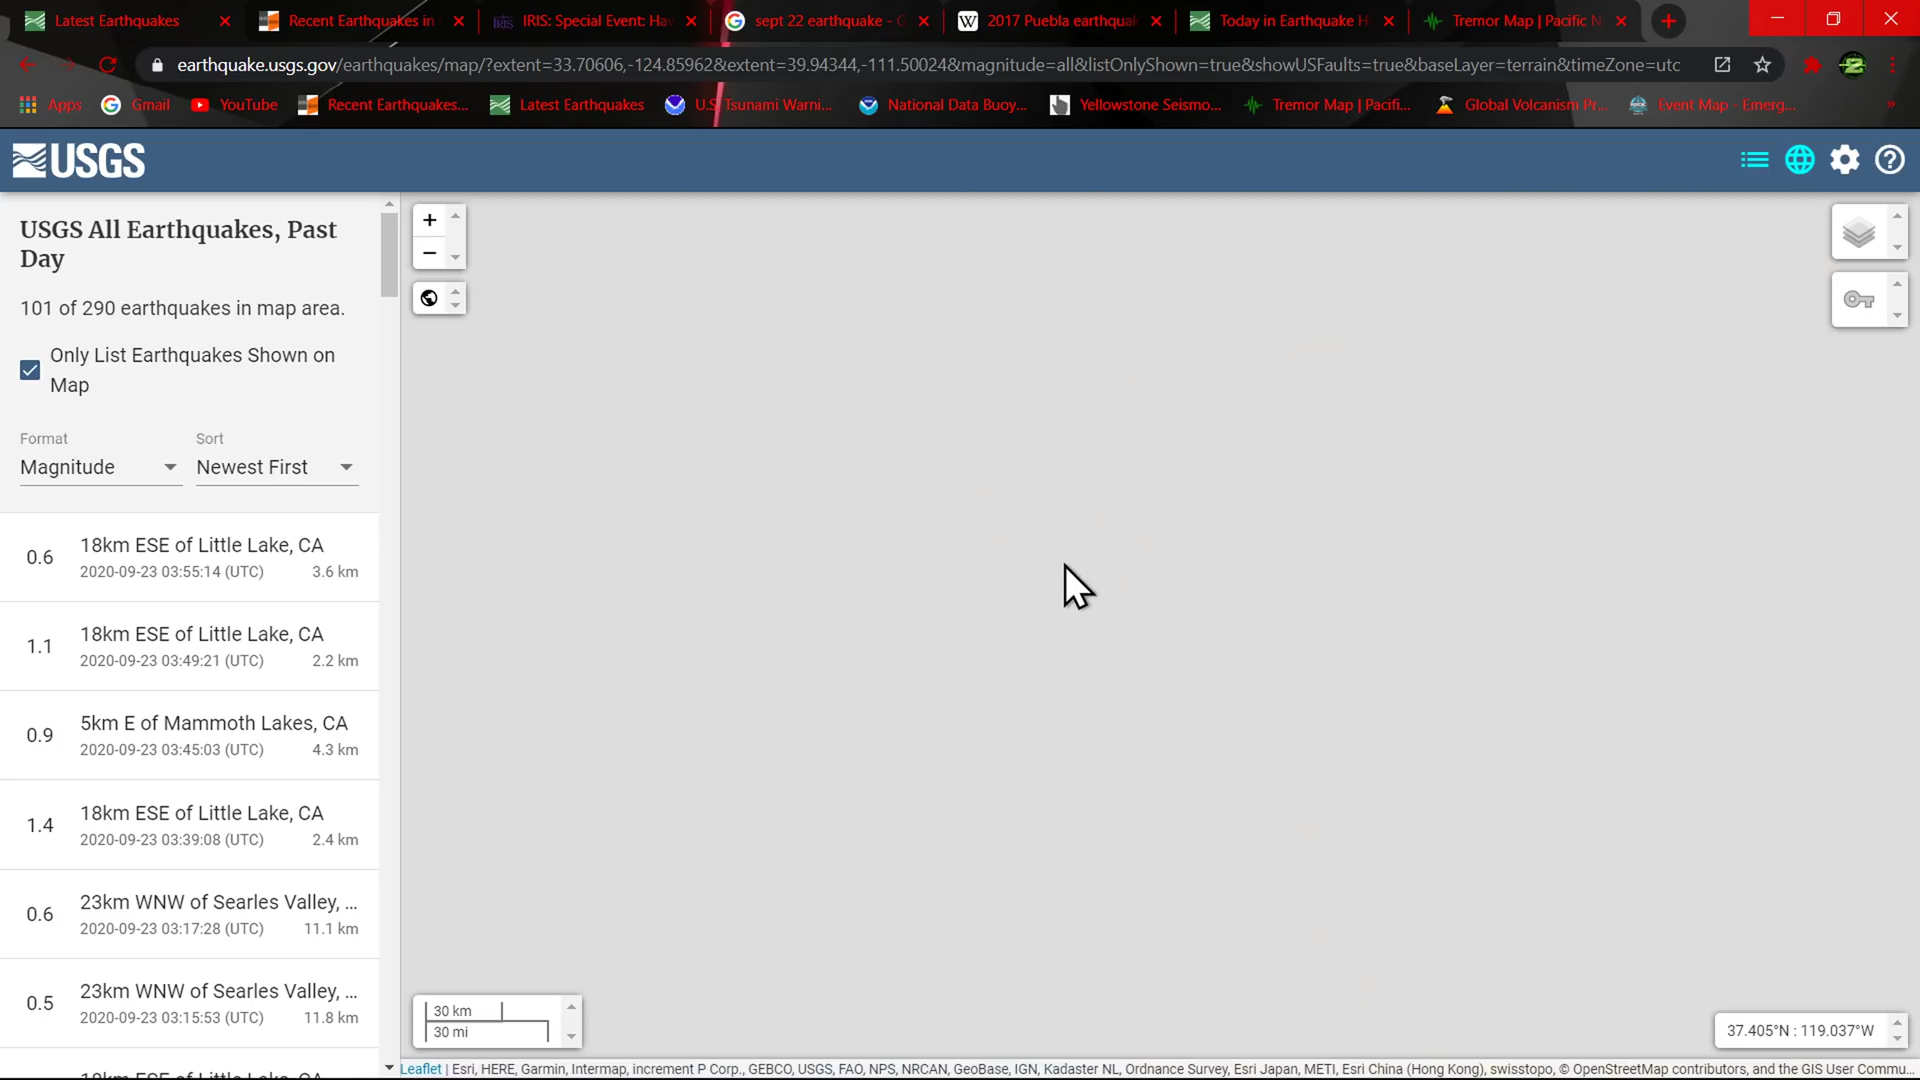 Latest Earthquakes
Recent Earthquakes in
IRIS: Special Event: Hav
sept 22 earthquake - G
2017 Puebla earthqual
Today in Earthquake H
Tremor Map | Pacific N
earthquake.usgs.gov/earthquakes/map/?extent=33.70606,-124.85962&extent=39.94344,-111.50024&magnitude=all&listOnlyShown=true&showUSFaults=true&baseLayer=terrain&timeZone=utc
Apps
Gmail
YouTube
Recent Earthquakes...
Latest Earthquakes
U.S. Tsunami Warni...
National Data Buoy...
Yellowstone Seismo...
Tremor Map | Pacifi...
Global Volcanism Pr...
Event Map - Emerg...
»
USGS
USGS All Earthquakes, Past
Day
101 of 290 earthquakes in map area.
Only List Earthquakes Shown on
Map
Format
Sort
Magnitude
Newest First
0.6
18km ESE of Little Lake, CA
2020-09-23 03:55:14 (UTC) 3.6 km
1.1
18km ESE of Little Lake, CA
2020-09-23 03:49:21 (UTC) 2.2 km
0.9
5km E of Mammoth Lakes, CA
2020-09-23 03:45:03 (UTC) 4.3 km
1.4
18km ESE of Little Lake, CA
2020-09-23 03:39:08 (UTC) 2.4 km
0.6
23km WNW of Searles Valley, ...
2020-09-23 03:17:28 (UTC) 11.1 km
0.5
23km WNW of Searles Valley, ...
2020-09-23 03:15:53 (UTC) 11.8 km
18km ESE of Little Lake, CA
+
−
30 km
30 mi
37.405°N : 119.037°W
Leaflet | Esri, HERE, Garmin, Intermap, increment P Corp., GEBCO, USGS, FAO, NPS, NRCAN, GeoBase, IGN, Kadaster NL, Ordnance Survey, Esri Japan, METI, Esri China (Hong Kong), swisstopo, © OpenStreetMap contributors, and the GIS User Commu...